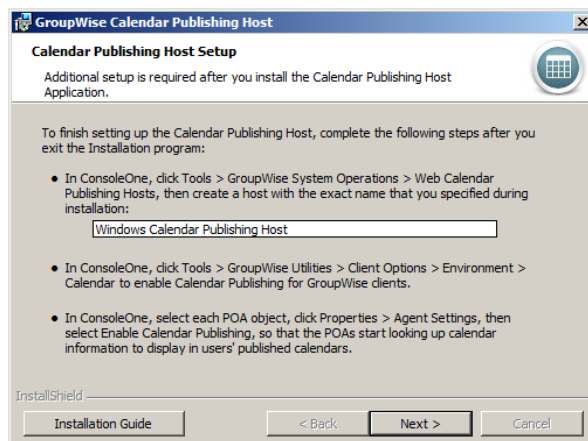 GroupWise Calendar Publishing Host
Calendar Publishing Host Setup
Additional setup is required after you install the Calendar Publishing Host
Application.
To finish setting up the Calendar Publishing Host, complete the following steps after you
exit the Installation program:
• In ConsoleOne, click Tools > GroupWise System Operations > Web Calendar
Publishing Hosts, then create a host with the exact name that you specified during
installation:
Windows Calendar Publishing Host
• In ConsoleOne, click Tools > GroupWise Utilities > Client Options > Environment >
Calendar to enable Calendar Publishing for GroupWise clients.
• In ConsoleOne, select each POA object, click Properties > Agent Settings, then
select Enable Calendar Publishing, so that the POAs start looking up calendar
information to display in users' published calendars.
InstallShield
Installation Guide
< Back
Next >
Cancel